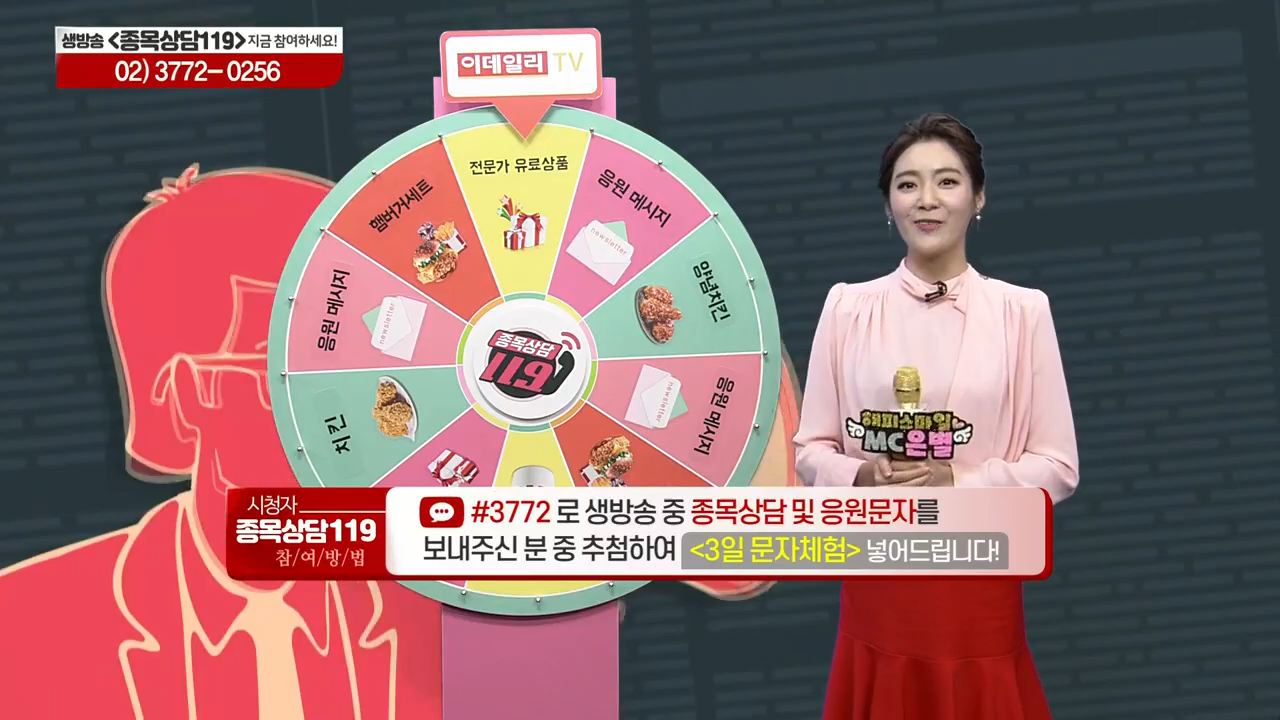 생방송 <종목상담119> 지금 참여하세요!
02) 3772-0256
이데일리 TV
전문가 유료상품
응원 메시지
newsletter
양념치킨
응원 메시지
newsletter
햄버거세트
응원 메시지
newsletter
치킨
종목상담
119
해피스마일
MC은별
시청자
종목상담119
참/여/방/법
#3772 로 생방송 중 종목상담 및 응원문자를
보내주신 분 중 추첨하여 <3일 문자체험> 넣어드립니다!